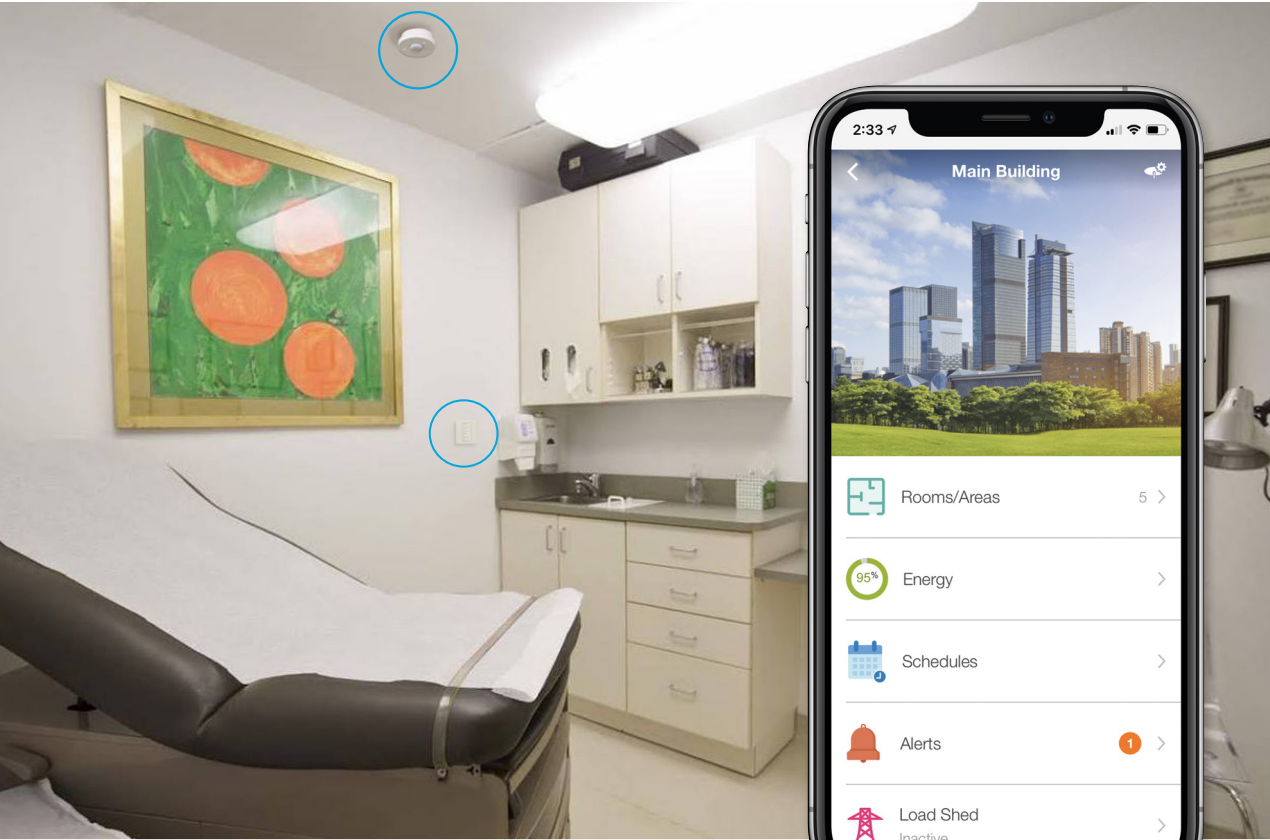 2:33
Main Building
Rooms/Areas
5
95%
Energy
Schedules
Alerts
1
Load Shed
Inactive